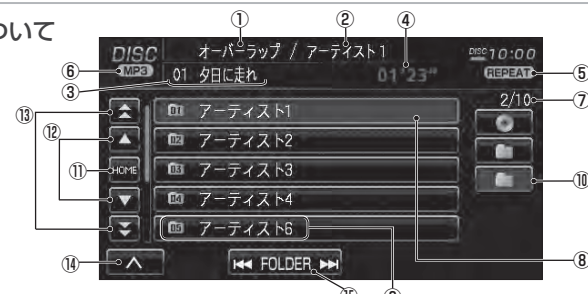 ついて
① ② ④
DISC オーバーラップ / アーティスト1 DISC 10:00
⑥ MP3 01 夕日に走れ 01'23" REPEAT ⑤
③
2/10 ⑦
⑬ 01 アーティスト1
⑫ 02 アーティスト2
⑪ HOME 03 アーティスト3
⑩
04 アーティスト4
05 アーティスト6 ⑧
⑭ FOLDER